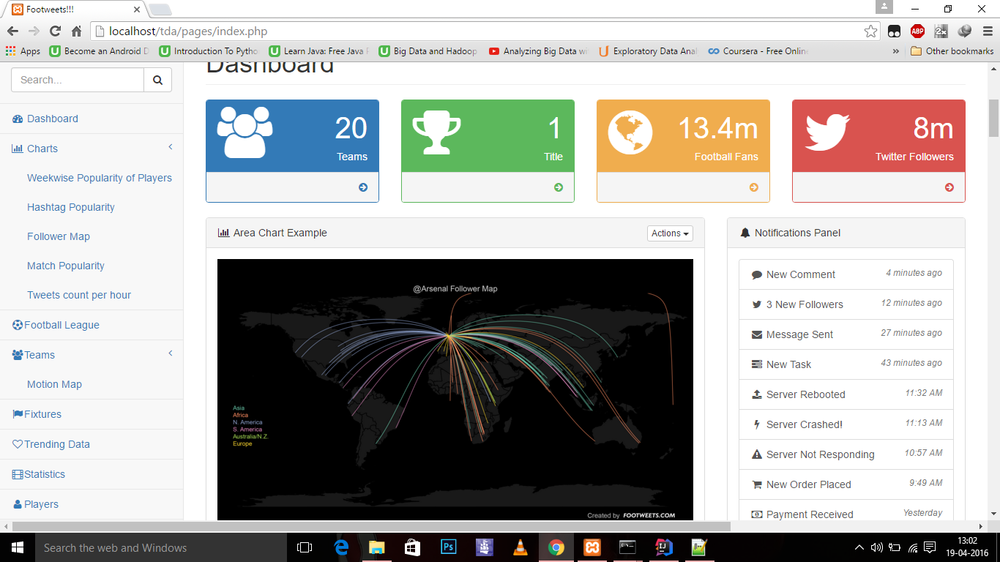 Footweets!!!
localhost/tda/pages/index.php
ABP
2x
Apps
Become an Android D
Introduction To Pytho
Learn Java: Free Java F
Big Data and Hadoop
Analyzing Big Data wi
Exploratory Data Anal
Coursera - Free Online
»
Other bookmarks
Dashboard
Search...
Dashboard
Charts
Weekwise Popularity of Players
Hashtag Popularity
Follower Map
Match Popularity
Tweets count per hour
Football League
Teams
Motion Map
Fixtures
Trending Data
Statistics
Players
20
Teams
1
Title
13.4m
Football Fans
8m
Twitter Followers
Area Chart Example
Actions
@Arsenal Follower Map
Asia
Africa
N. America
S. America
Australia/N.Z.
Europe
Created by FOOTWEETS.COM
Notifications Panel
New Comment 4 minutes ago
3 New Followers 12 minutes ago
Message Sent 27 minutes ago
New Task 43 minutes ago
Server Rebooted 11:32 AM
Server Crashed! 11:13 AM
Server Not Responding 10:57 AM
New Order Placed 9:49 AM
Payment Received Yesterday
Search the web and Windows
Ps
13:02
19-04-2016